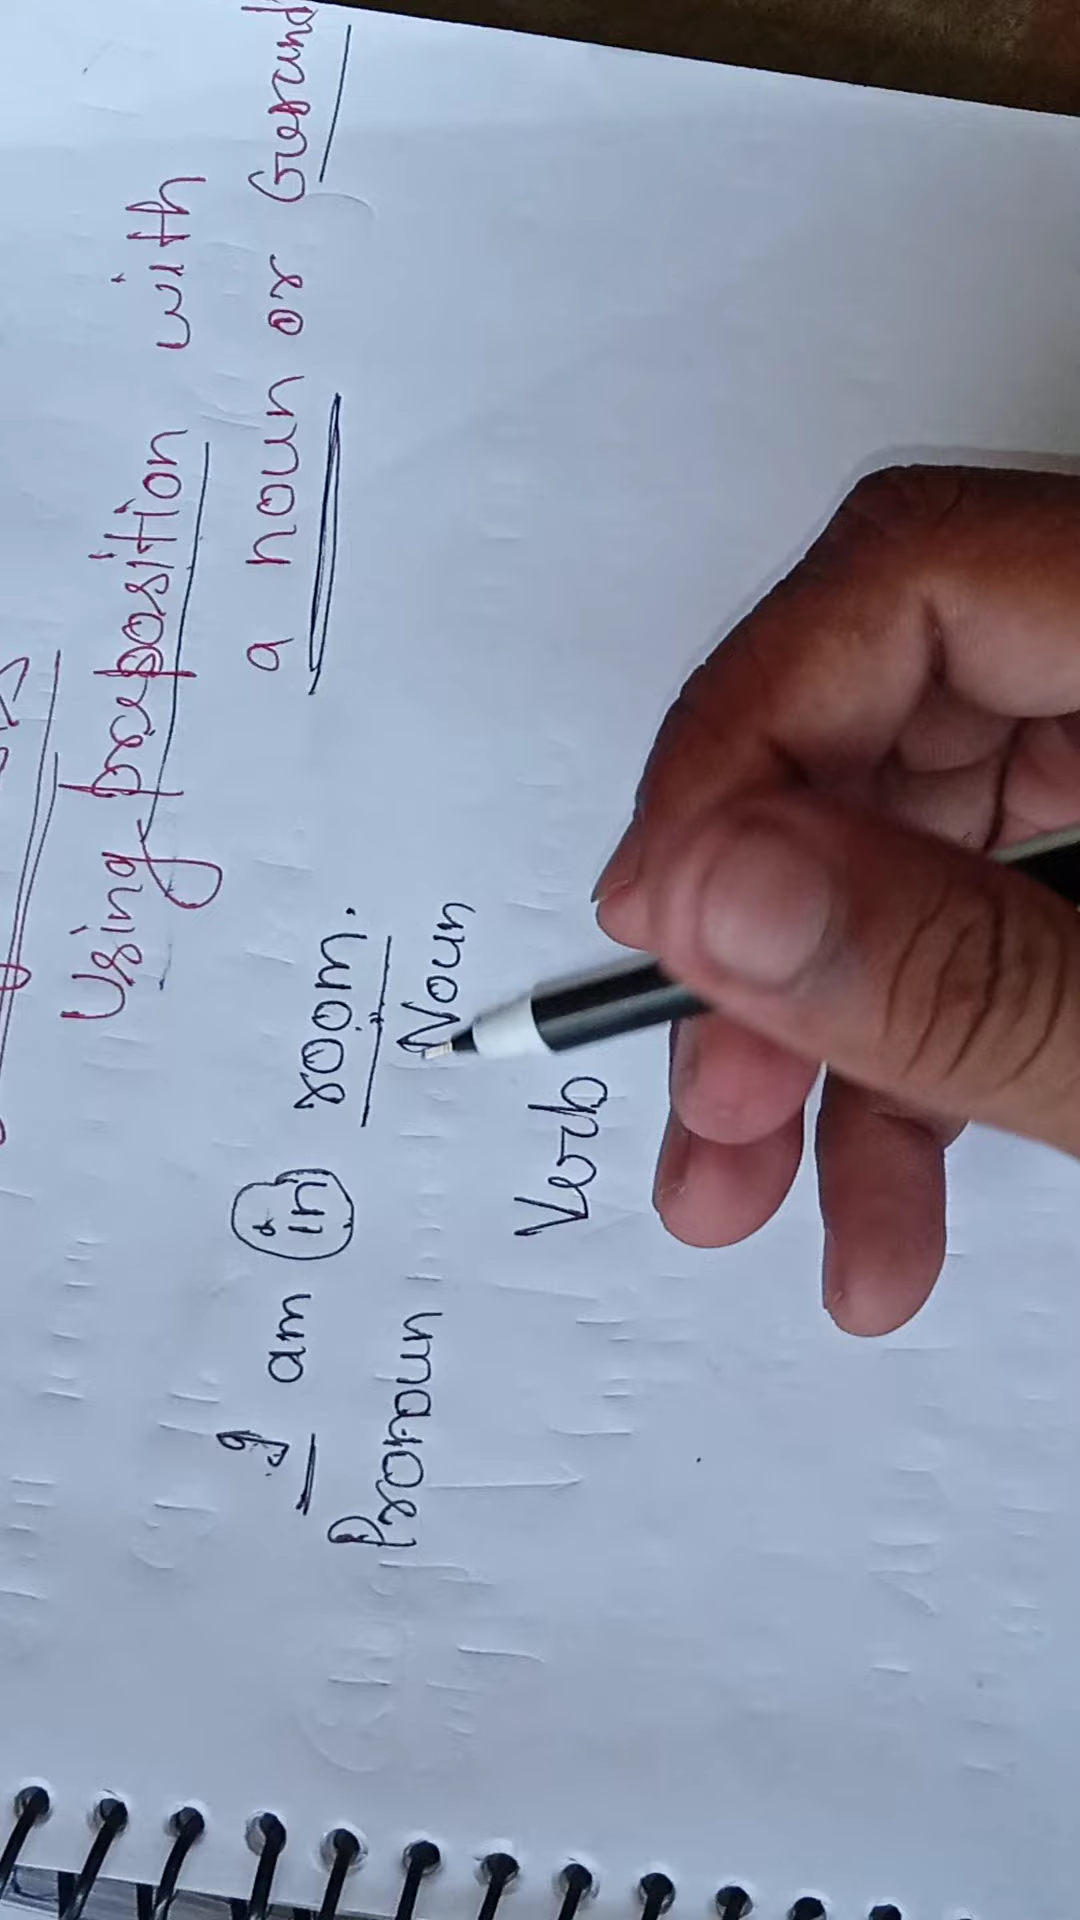 Using preposition with
a noun or Gerund
I am in room.
Pronoun Noun
Verb